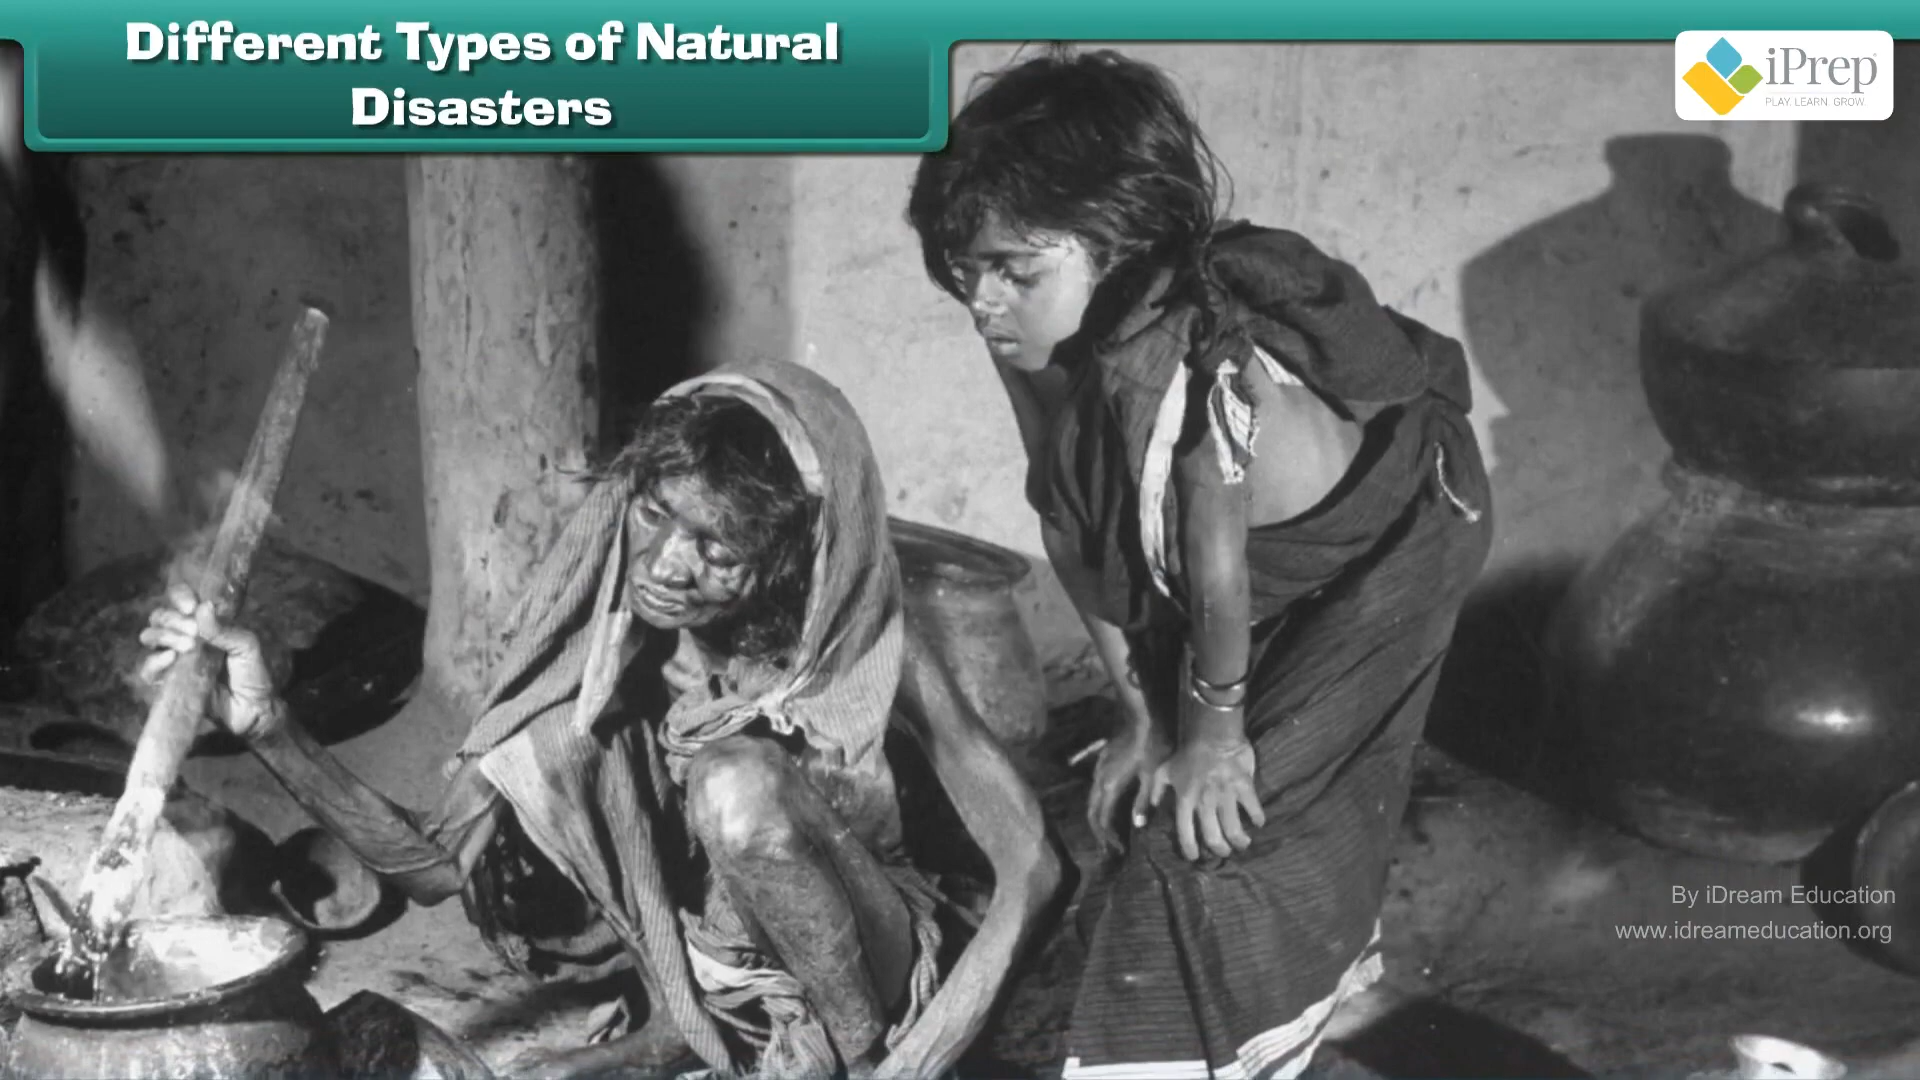 Different Types of Natural
Disasters
iPrep
PLAY. LEARN. GROW.
By iDream Education
www.idreameducation.org